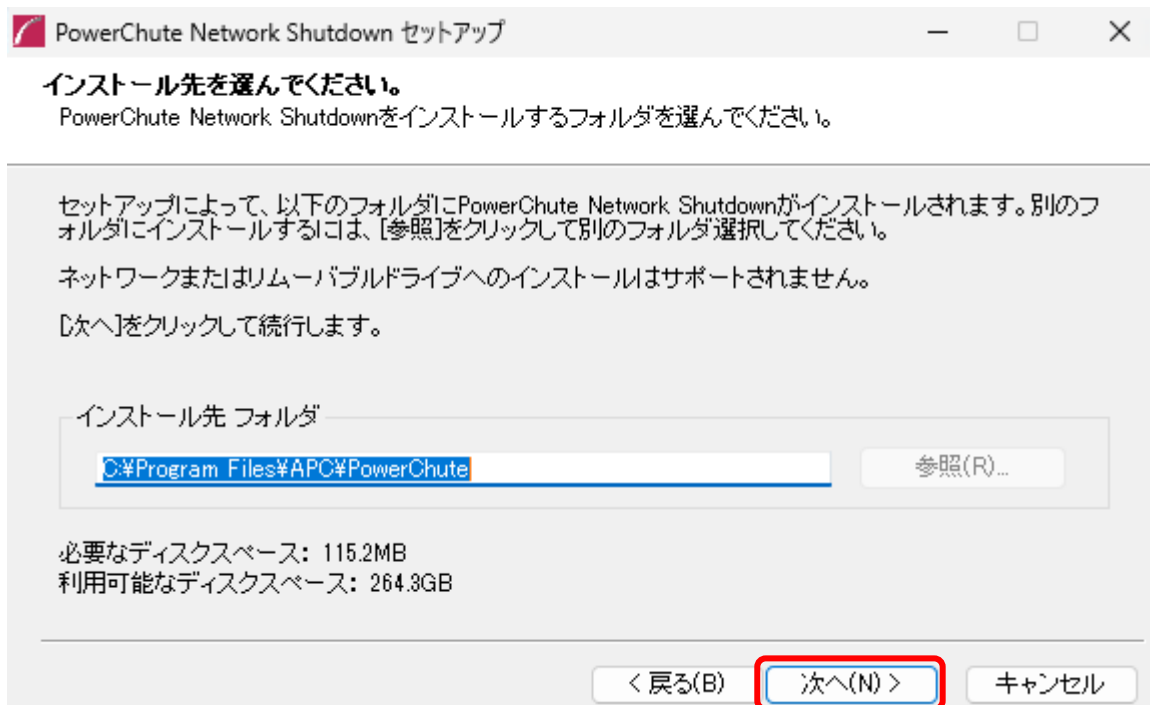 PowerChute Network Shutdown セットアップ
インストール先を選んでください。
PowerChute Network Shutdownをインストールするフォルダを選んでください。
セットアップによって、以下のフォルダにPowerChute Network Shutdownがインストールされます。別のフ
ォルダにインストールするには、[参照]をクリックして別のフォルダ選択してください。
ネットワークまたはリムーバブルドライブへのインストールはサポートされません。
[次へ]をクリックして続行します。
インストール先 フォルダ
C:¥Program Files¥APC¥PowerChute
参照(R)...
必要なディスクスペース: 115.2MB
利用可能なディスクスペース: 264.3GB
< 戻る(B)
次へ(N) >
キャンセル